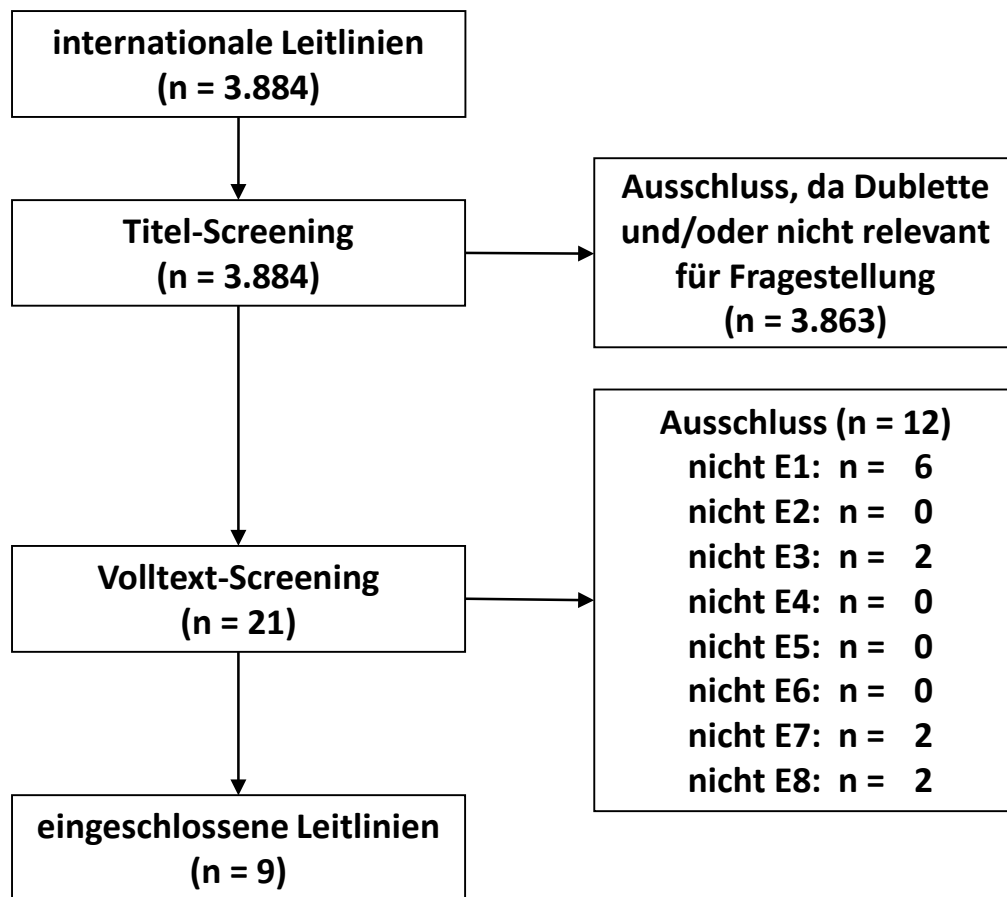 internationale Leitlinien
(n = 3.884)
Titel-Screening
(n = 3.884)
Ausschluss, da Dublette
und/oder nicht relevant
für Fragestellung
(n = 3.863)
Volltext-Screening
(n = 21)
Ausschluss (n = 12)
nicht E1: n = 6
nicht E2: n = 0
nicht E3: n = 2
nicht E4: n = 0
nicht E5: n = 0
nicht E6: n = 0
nicht E7: n = 2
nicht E8: n = 2
eingeschlossene Leitlinien
(n = 9)